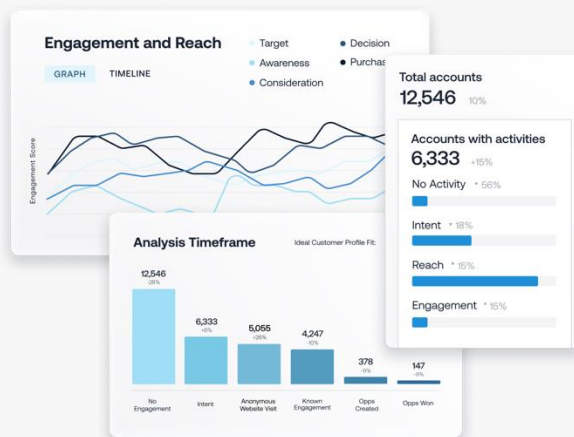 Engagement and Reach
Target
Decision
Awareness
Purchas
Consideration
GRAPH
TIMELINE
Engagement Score
Total accounts
12,546 10%
Accounts with activities
6,333 +15%
No Activity * 56%
Intent * 18%
Reach * 15%
Engagement * 15%
Analysis Timeframe
Ideal Customer Profile Fit:
12,546
-28%
6,333
+8%
5,055
+26%
4,247
-10%
378
-9%
147
-9%
No Engagement
Intent
Anonymous Website Visit
Known Engagement
Opps Created
Opps Won